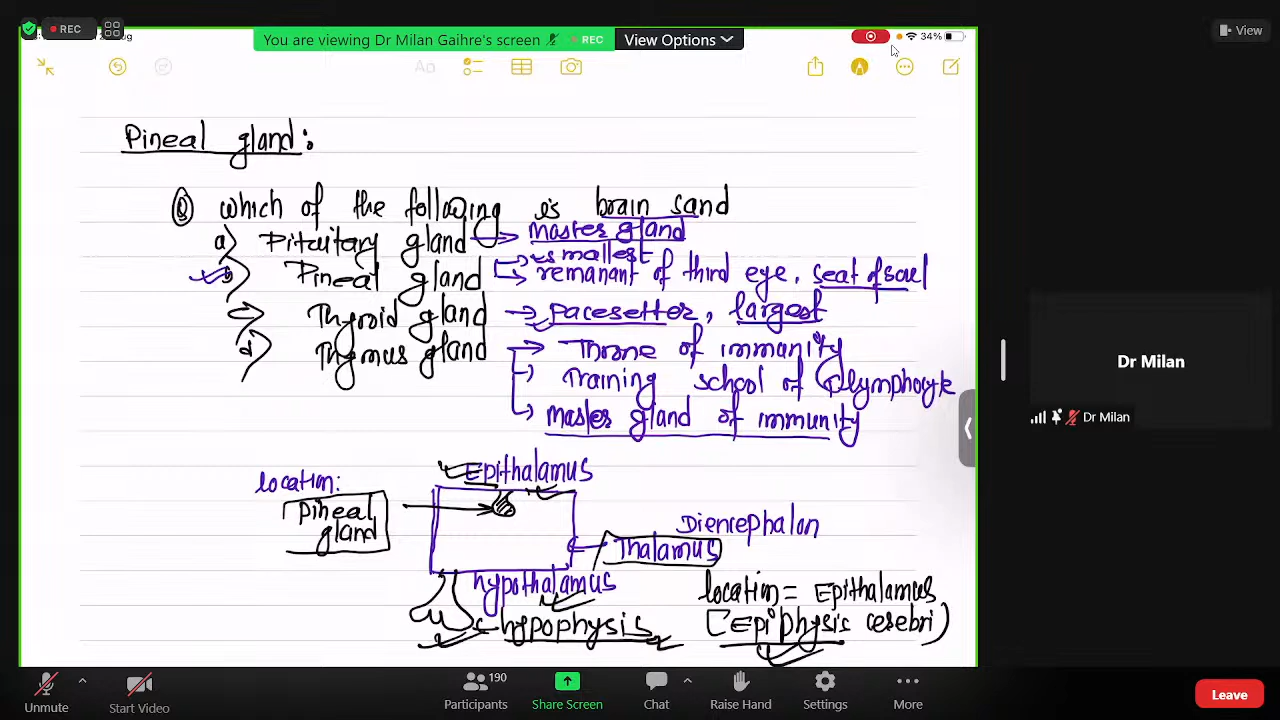 REC
You are viewing Dr Milan Gaihre's screen REC View Options
34%
View
Aa
Pineal gland:
Q which of the following is brain sand
a) Pituitary gland → master gland
→ smallest
b) Pineal gland → remanant of third eye, seat of soul
c) Thyroid gland → pacesetter, largest
d) Thymus gland → Throne of immunity
→ Training school of lymphocyte
→ master gland of immunity
location:
Epithalamus
Pineal gland
Diencephalon
Thalamus
hypothalamus
hypophysis
location = Epithalamus
[epiphysis cerebri)
Dr Milan
Dr Milan
Unmute
Start Video
190
Participants
Share Screen
Chat
Raise Hand
Settings
More
Leave